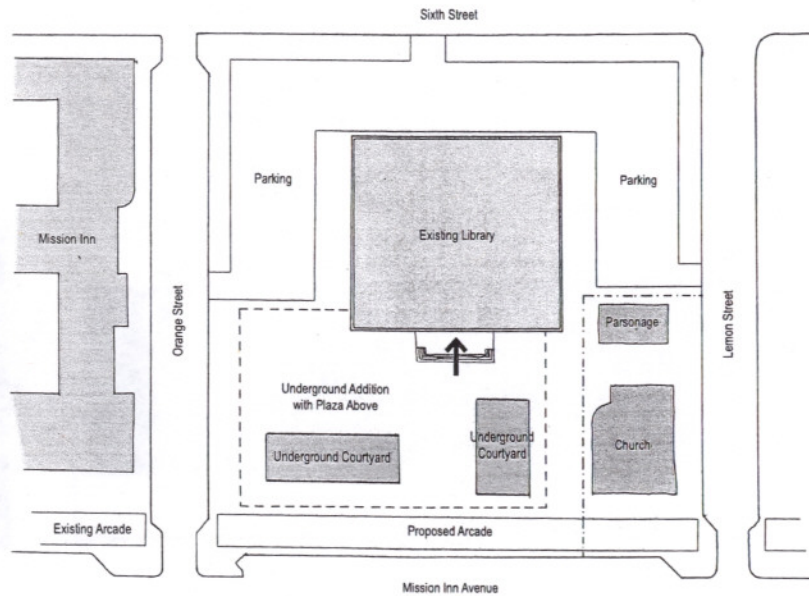 Sixth Street
Parking
Parking
Mission Inn
Existing Library
Orange Street
Lemon Street
Parsonage
Underground Addition
with Plaza Above
Underground
Courtyard
Underground Courtyard
Church
Existing Arcade
Proposed Arcade
Mission Inn Avenue